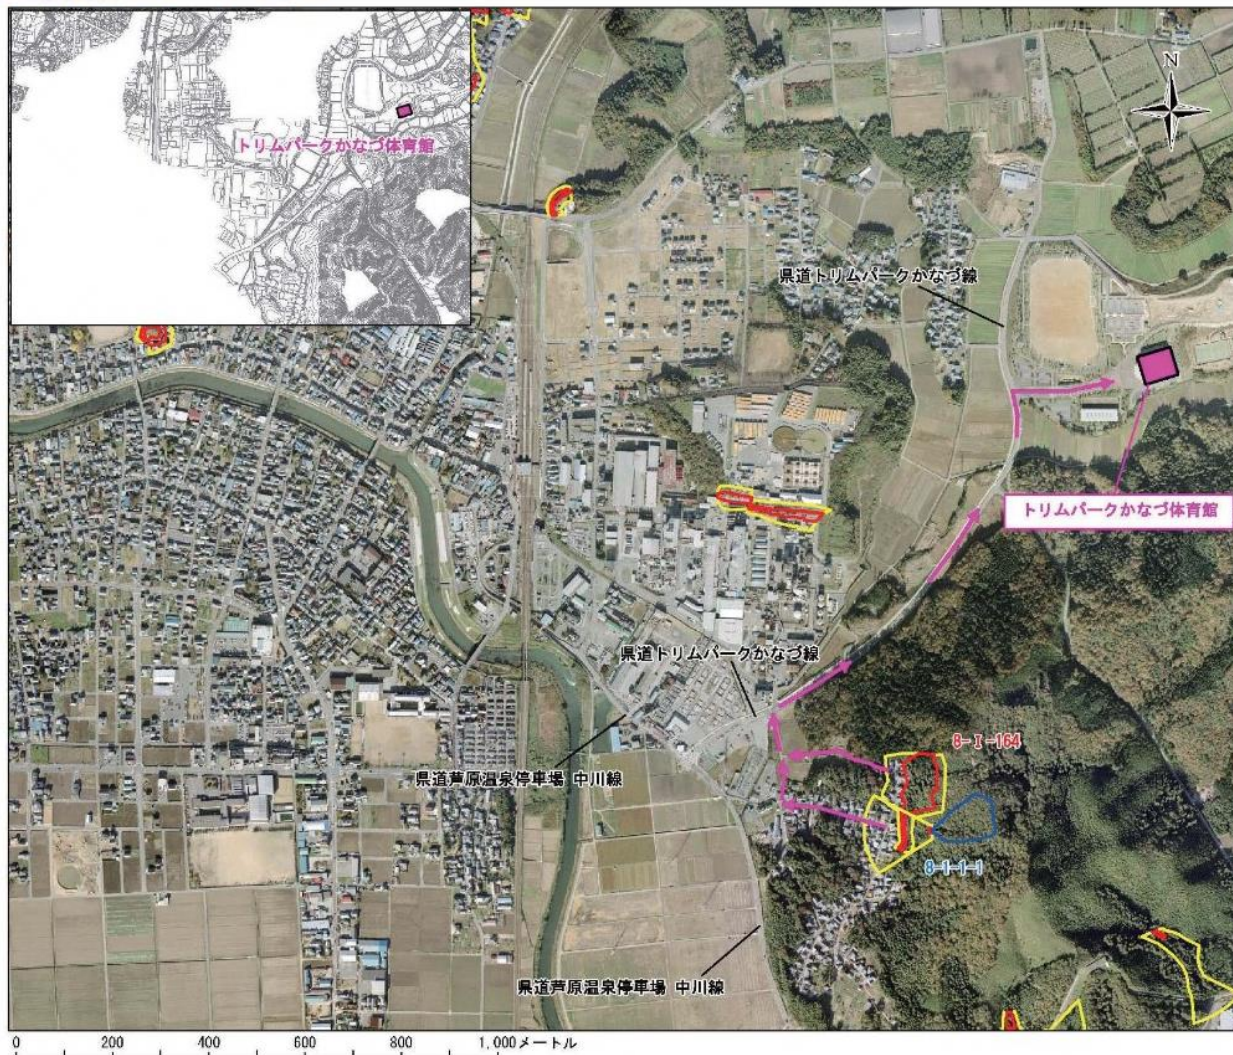 トリムパークかなづ体育館
N
県道トリムパークかなづ線
トリムパークかなづ体育館
県道トリムパークかなづ線
8-Ⅰ-164
県道芦原温泉停車場 中川線
8-1-1-1
県道芦原温泉停車場 中川線
0 200 400 600 800 1,000メートル